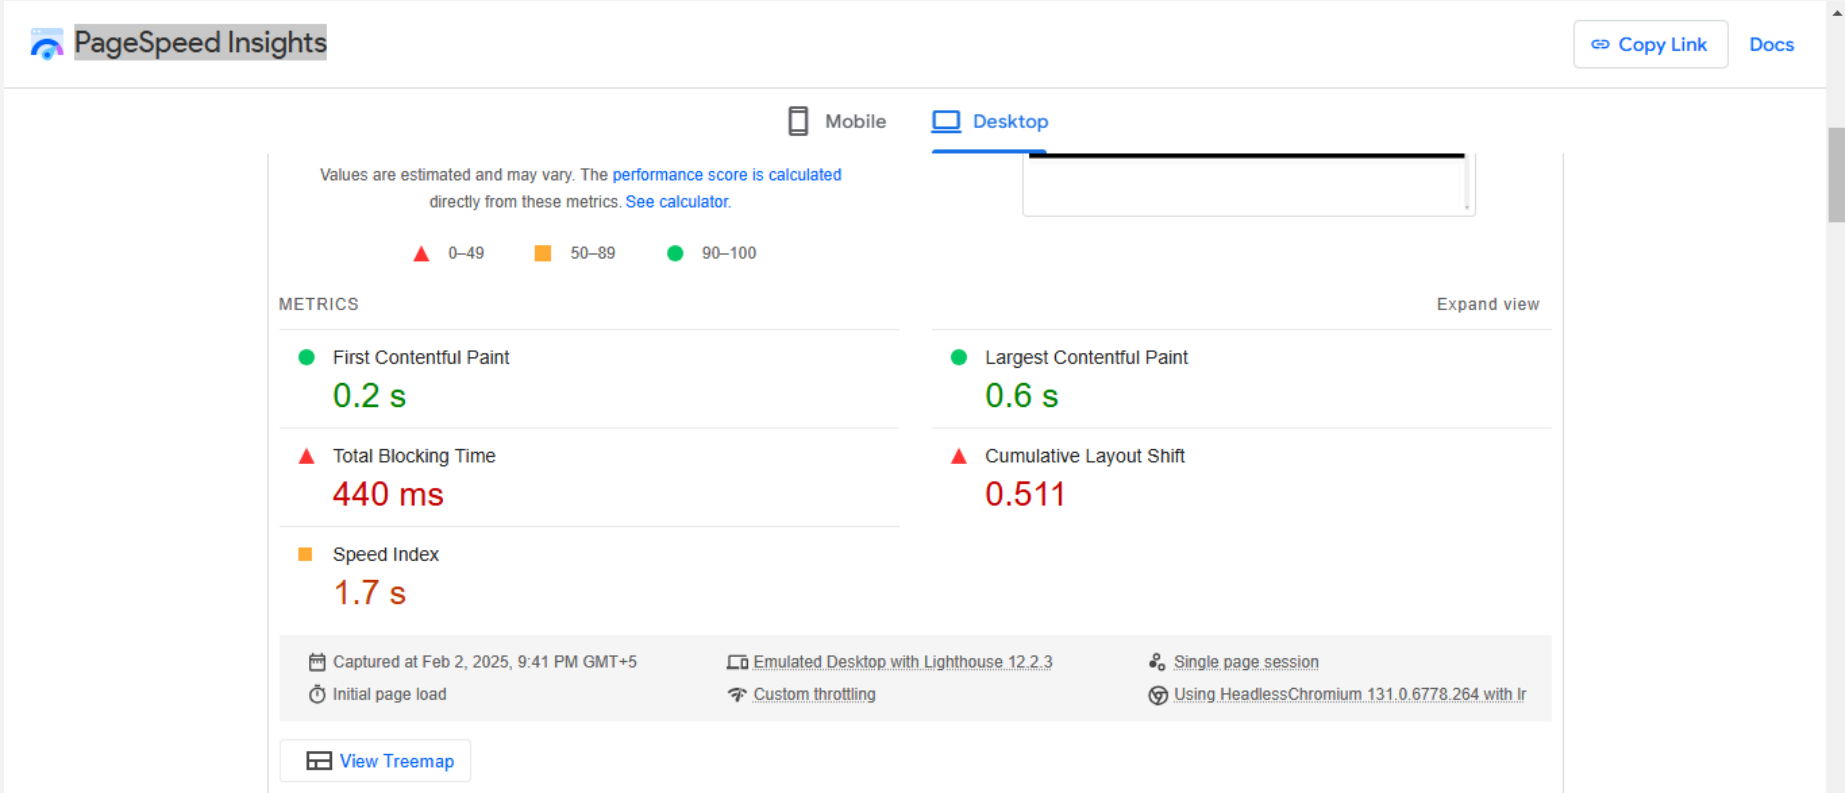 PageSpeed Insights
Copy Link
Docs
Mobile
Desktop
Values are estimated and may vary. The performance score is calculated
directly from these metrics. See calculator.
0–49
50–89
90–100
METRICS
Expand view
First Contentful Paint
0.2 s
Largest Contentful Paint
0.6 s
Total Blocking Time
440 ms
Cumulative Layout Shift
0.511
Speed Index
1.7 s
Captured at Feb 2, 2025, 9:41 PM GMT+5
Emulated Desktop with Lighthouse 12.2.3
Single page session
Initial page load
Custom throttling
Using HeadlessChromium 131.0.6778.264 with lr
View Treemap